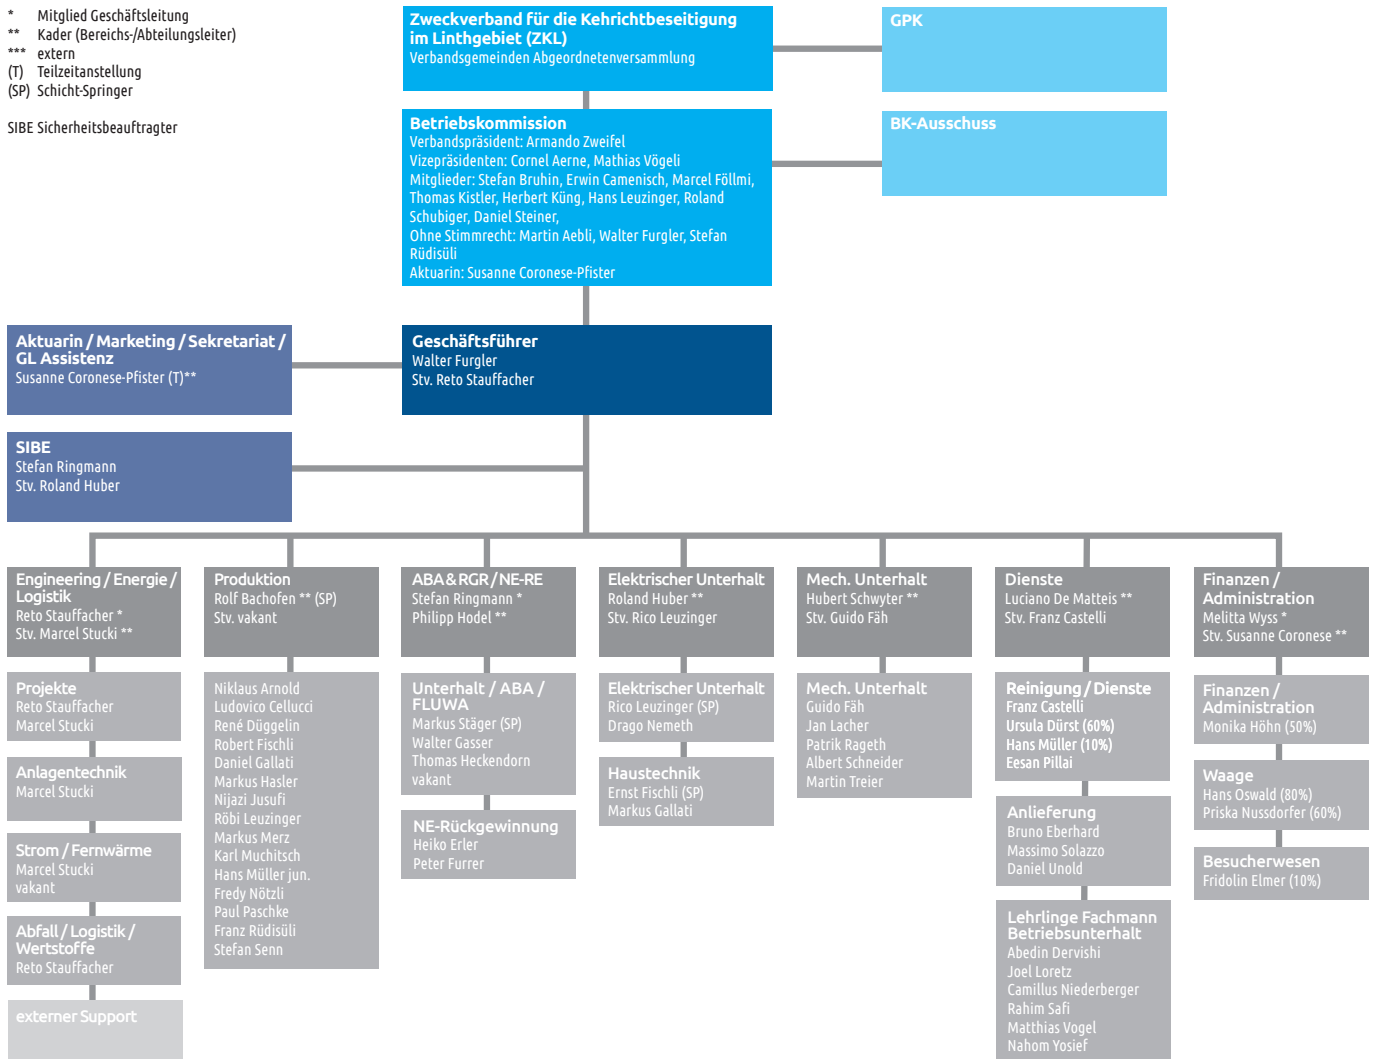 * Mitglied Geschäftsleitung
** Kader (Bereichs-/Abteilungsleiter)
*** extern
(T) Teilzeitanstellung
(SP) Schicht-Springer
SIBE Sicherheitsbeauftragter
Zweckverband für die Kehrichtbeseitigung
im Linthgebiet (ZKL)
Verbandsgemeinden Abgeordnetenversammlung
GPK
Betriebskommission
Verbandspräsident: Armando Zweifel
Vizepräsidenten: Cornel Aerne, Mathias Vögeli
Mitglieder: Stefan Bruhin, Erwin Camenisch, Marcel Föllmi,
Thomas Kistler, Herbert Küng, Hans Leuzinger, Roland
Schubiger, Daniel Steiner,
Ohne Stimmrecht: Martin Aebli, Walter Furgler, Stefan
Rüdisüli
Aktuarin: Susanne Coronese-Pfister
BK-Ausschuss
Aktuarin / Marketing / Sekretariat /
GL Assistenz
Susanne Coronese-Pfister (T)**
Geschäftsführer
Walter Furgler
Stv. Reto Stauffacher
SIBE
Stefan Ringmann
Stv. Roland Huber
Engineering / Energie /
Logistik
Reto Stauffacher *
Stv. Marcel Stucki **
Projekte
Reto Stauffacher
Marcel Stucki
Anlagentechnik
Marcel Stucki
Strom / Fernwärme
Marcel Stucki
vakant
Abfall / Logistik /
Wertstoffe
Reto Stauffacher
externer Support
Produktion
Rolf Bachofen ** (SP)
Stv. vakant
Niklaus Arnold
Ludovico Cellucci
René Düggelin
Robert Fischli
Daniel Gallati
Markus Hasler
Nijazi Jusufi
Röbi Leuzinger
Markus Merz
Karl Muchitsch
Hans Müller jun.
Fredy Nötzli
Paul Paschke
Franz Rüdisüli
Stefan Senn
ABA & RGR / NE-RE
Stefan Ringmann *
Philipp Hodel **
Unterhalt / ABA /
FLUWA
Markus Stäger (SP)
Walter Gasser
Thomas Heckendorn
vakant
NE-Rückgewinnung
Heiko Erler
Peter Furrer
Elektrischer Unterhalt
Roland Huber **
Stv. Rico Leuzinger
Elektrischer Unterhalt
Rico Leuzinger (SP)
Drago Nemeth
Haustechnik
Ernst Fischli (SP)
Markus Gallati
Mech. Unterhalt
Hubert Schwyter **
Stv. Guido Fäh
Mech. Unterhalt
Guido Fäh
Jan Lacher
Patrik Rageth
Albert Schneider
Martin Treier
Dienste
Luciano De Matteis **
Stv. Franz Castelli
Reinigung / Dienste
Franz Castelli
Ursula Dürst (60%)
Hans Müller (10%)
Eesan Pillai
Anlieferung
Bruno Eberhard
Massimo Solazzo
Daniel Unold
Lehrlinge Fachmann
Betriebsunterhalt
Abedin Dervishi
Joel Loretz
Camillus Niederberger
Rahim Safi
Matthias Vogel
Nahom Yosief
Finanzen /
Administration
Melitta Wyss *
Stv. Susanne Coronese **
Finanzen /
Administration
Monika Höhn (50%)
Waage
Hans Oswald (80%)
Priska Nussdorfer (60%)
Besucherwesen
Fridolin Elmer (10%)